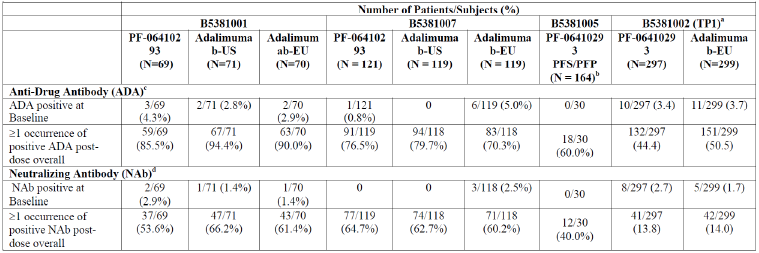 Number of Patients/Subjects (%)
B5381001 B5381007 B5381005 B5381002 (TP1)a
PF-064102 Adalimuma Adalimum PF-064102 Adalimuma Adalimuma PF-0641029 PF-0641029 Adalimuma
93 b-US ab-EU 93 b-US b-EU 3 3 b-EU
(N=69) (N=71) (N=70) (N = 121) (N = 119) (N = 119) PFS/PFP (N=297) (N=299)
(N = 164)b
Anti-Drug Antibody (ADA)c
ADA positive at 3/69 2/71 (2.8%) 2/70 1/121 0 6/119 (5.0%) 0/30 10/297 (3.4) 11/299 (3.7)
Baseline (4.3%) (2.9%) (0.8%)
≥1 occurrence of 59/69 67/71 63/70 91/119 94/118 83/118 18/30 132/297 151/299
positive ADA post- (85.5%) (94.4%) (90.0%) (76.5%) (79.7%) (70.3%) (60.0%) (44.4) (50.5)
dose overall
Neutralizing Antibody (NAb)d
NAb positive at 2/69 1/71 (1.4%) 1/70 0 0 3/118 (2.5%) 0/30 8/297 (2.7) 5/299 (1.7)
Baseline (2.9%) (1.4%)
≥1 occurrence of 37/69 47/71 43/70 77/119 74/118 71/118 12/30 41/297 42/299
positive NAb post- (53.6%) (66.2%) (61.4%) (64.7%) (62.7%) (60.2%) (40.0%) (13.8) (14.0)
dose overall